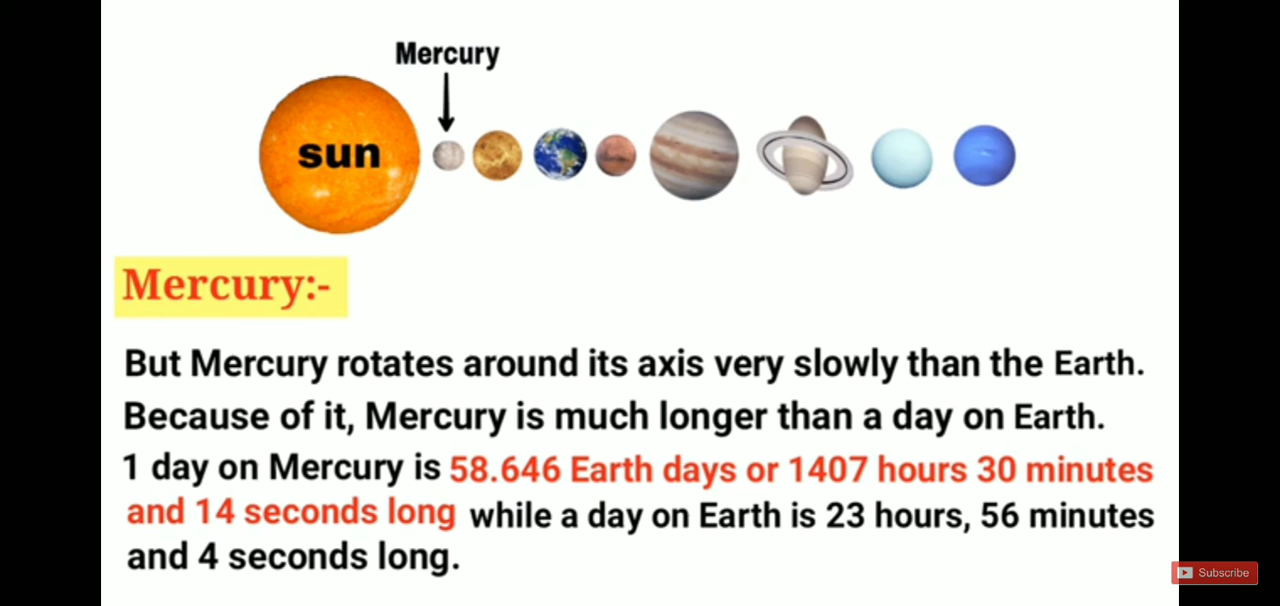 Mercury
sun
Mercury:-
But Mercury rotates around its axis very slowly than the Earth.
Because of it, Mercury is much longer than a day on Earth.
1 day on Mercury is 58.646 Earth days or 1407 hours 30 minutes
and 14 seconds long while a day on Earth is 23 hours, 56 minutes
and 4 seconds long.
Subscribe